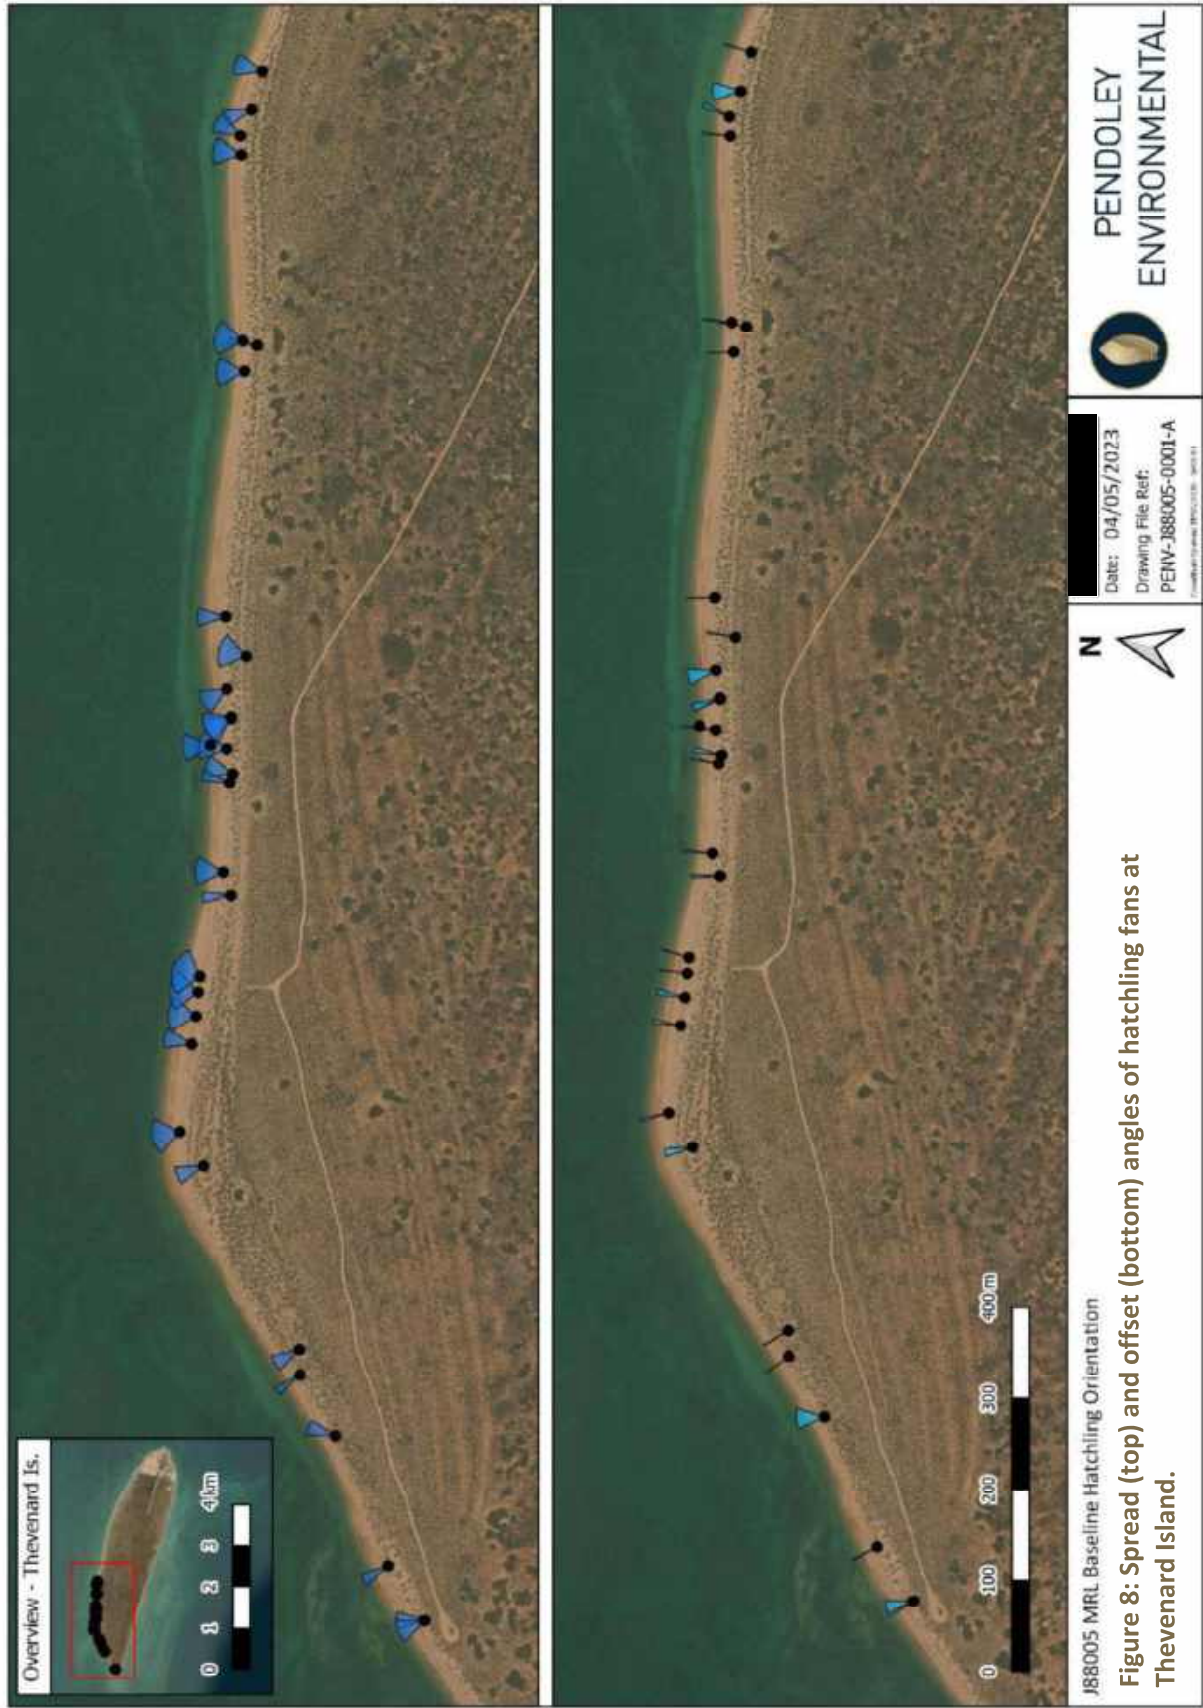 Overview - Thevenard Is.
0 1 2 3 4 km
0 100 200 300 400 m
J88005 MRL Baseline Hatchling Orientation
N
Date: 04/05/2023
Drawing File Ref:
PENV-J88005-0001-A
PENDOLEY
ENVIRONMENTAL
Figure 8: Spread (top) and offset (bottom) angles of hatchling fans at
Thevenard Island.